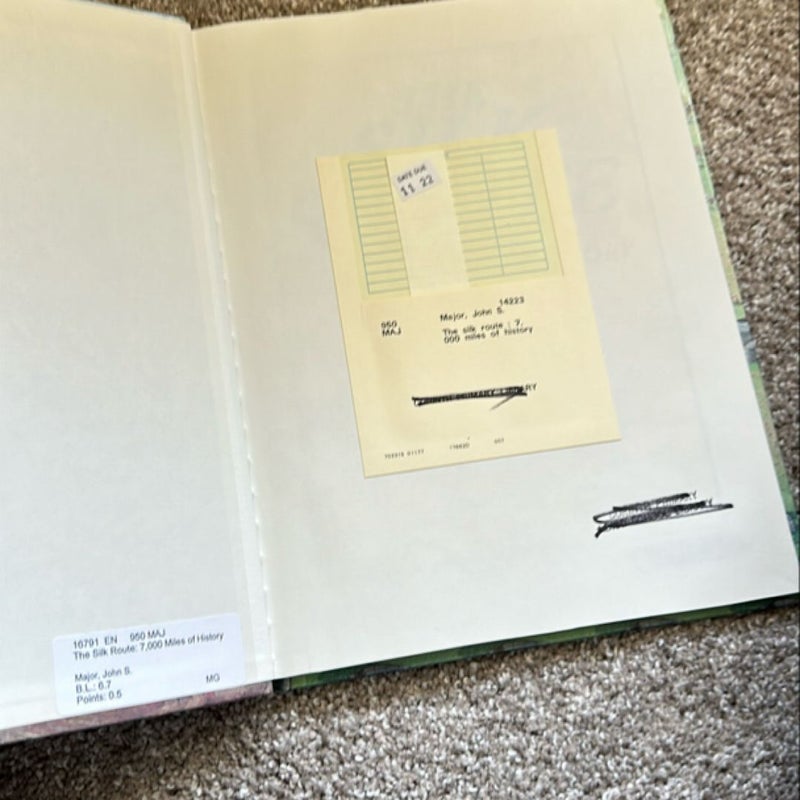 DATE DUE
11 22
14223
950
MAJ
Major, John S.
The silk route : 7,
000 miles of history
PRIMARY
16791 EN 950 MAJ
The Silk Route: 7,000 Miles of History
Major, John S.
B.L.: 6.7
MG
Points: 0.5